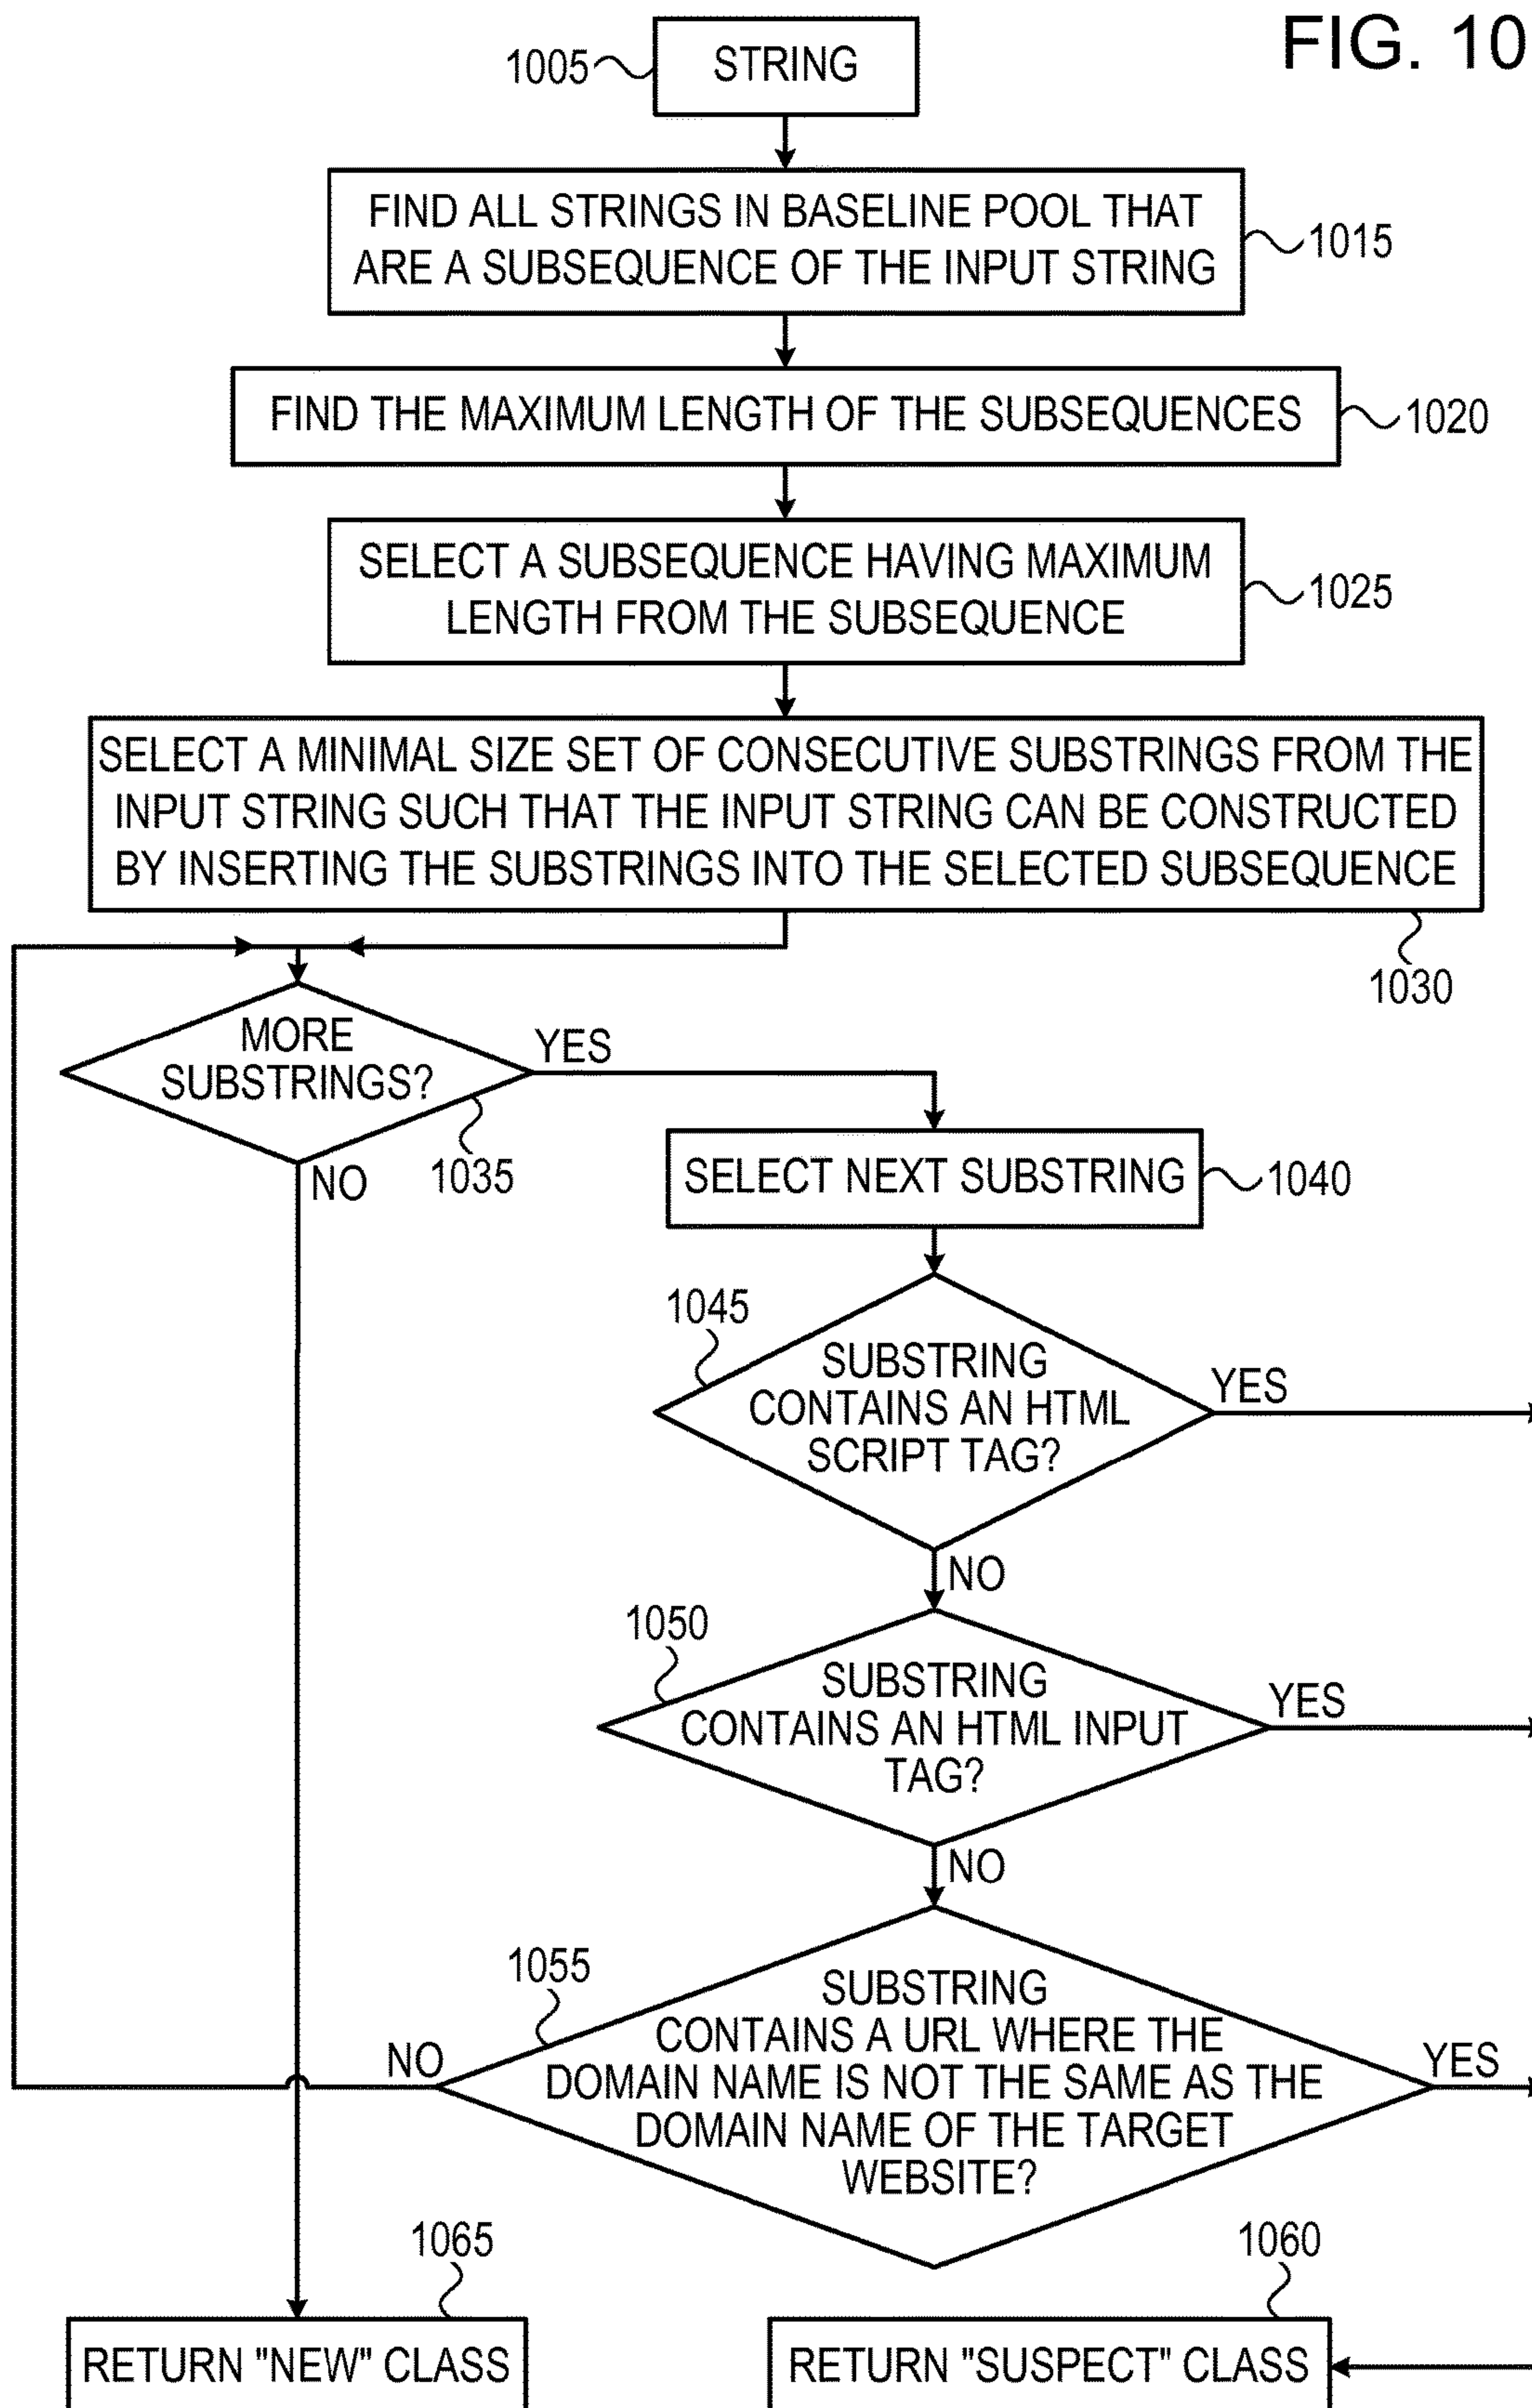 FIG. 10
1005
STRING
FIND ALL STRINGS IN BASELINE POOL THAT
ARE A SUBSEQUENCE OF THE INPUT STRING
1015
FIND THE MAXIMUM LENGTH OF THE SUBSEQUENCES
1020
SELECT A SUBSEQUENCE HAVING MAXIMUM
LENGTH FROM THE SUBSEQUENCE
1025
SELECT A MINIMAL SIZE SET OF CONSECUTIVE SUBSTRINGS FROM THE
INPUT STRING SUCH THAT THE INPUT STRING CAN BE CONSTRUCTED
BY INSERTING THE SUBSTRINGS INTO THE SELECTED SUBSEQUENCE
1030
MORE
SUBSTRINGS?
YES
NO
1035
SELECT NEXT SUBSTRING
1040
1045
SUBSTRING
CONTAINS AN HTML
SCRIPT TAG?
YES
NO
1050
SUBSTRING
CONTAINS AN HTML INPUT
TAG?
YES
NO
1055
SUBSTRING
CONTAINS A URL WHERE THE
DOMAIN NAME IS NOT THE SAME AS THE
DOMAIN NAME OF THE TARGET
WEBSITE?
NO
YES
1065
RETURN "NEW" CLASS
1060
RETURN "SUSPECT" CLASS